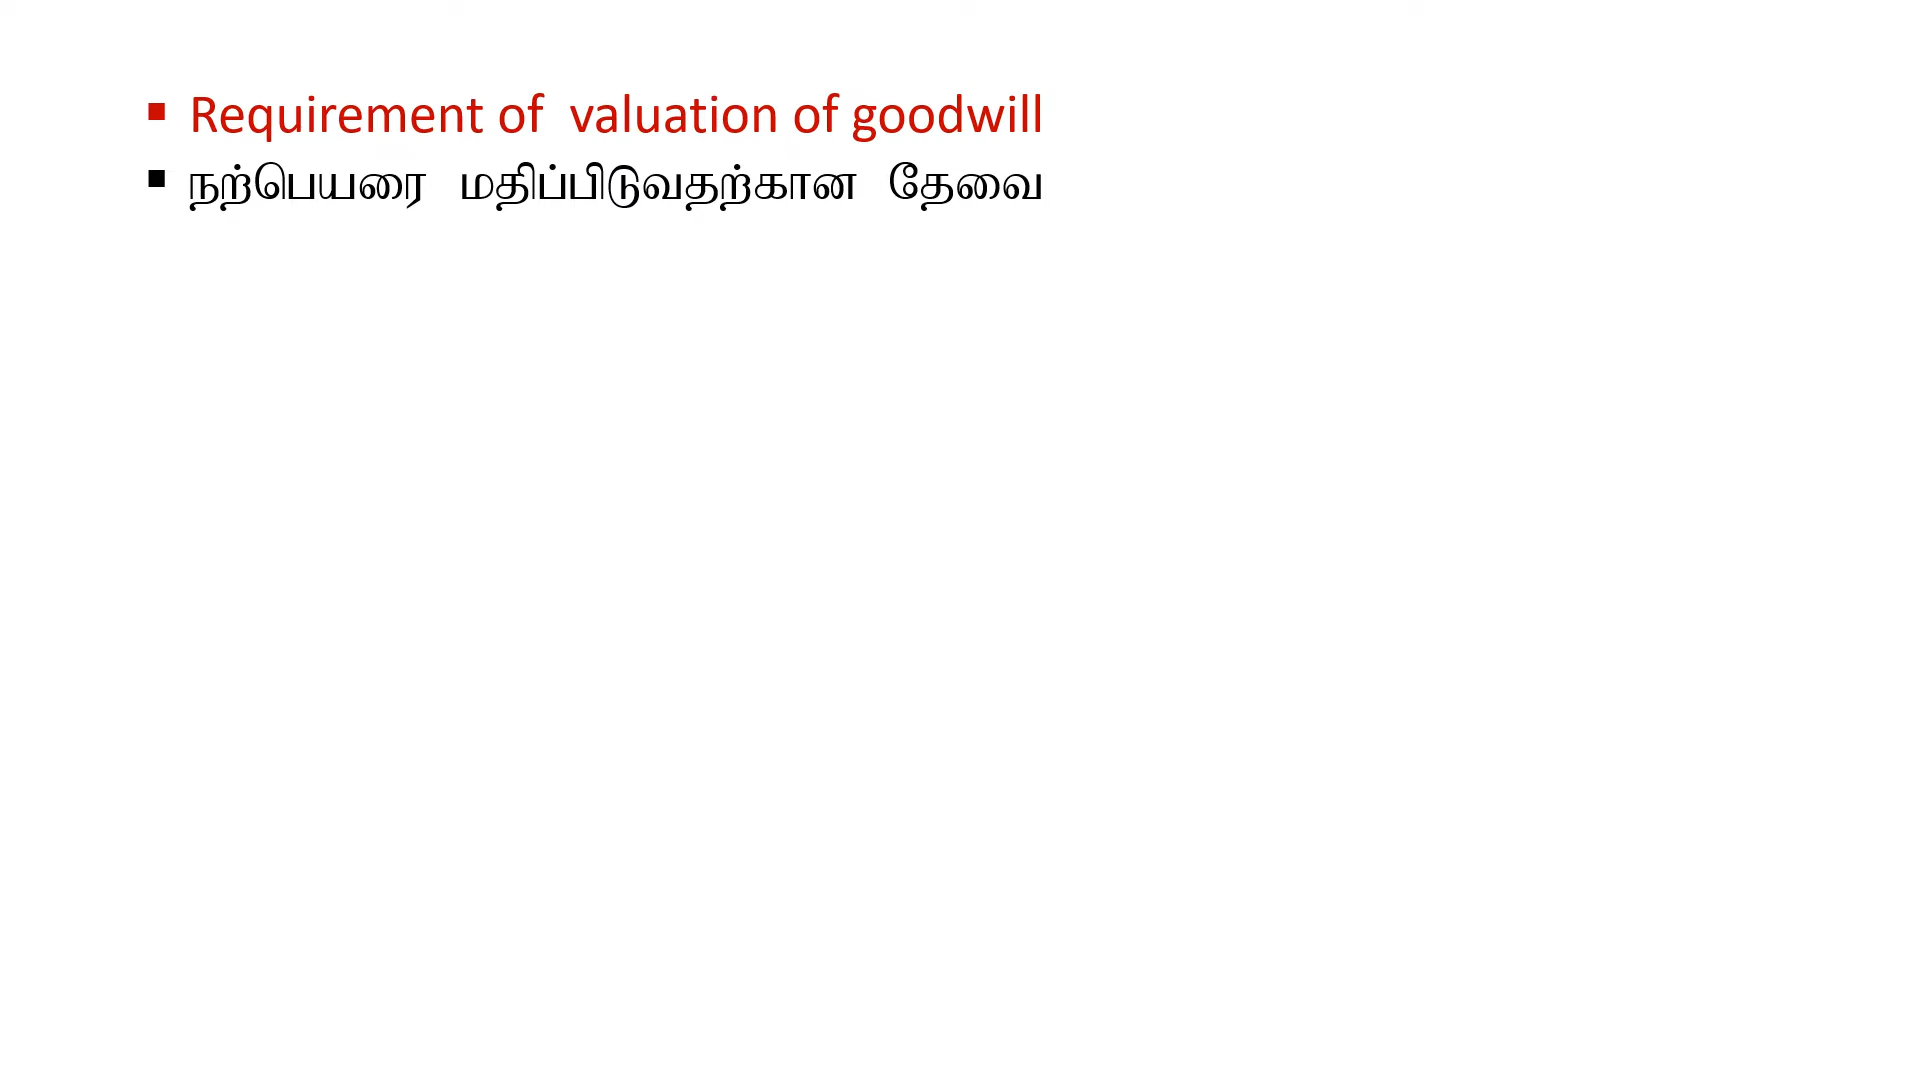 ▪ Requirement of  valuation of goodwill
▪ நற்பெயரை மதிப்பிடுவதற்கான தேவை